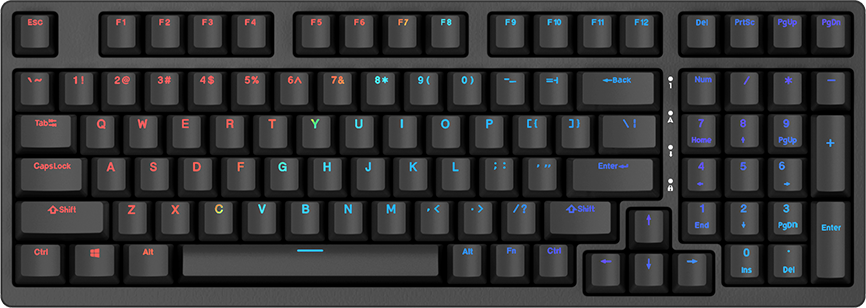 ESC F1 F2 F3 F4 F5 F6 F7 F8 F9 F10 F11 F12 Del PrtSc PgUp PgDn
`~ 1! 2@ 3# 4$ 5% 6^ 7& 8* 9( 0) -_ =+ ←Back Num / * −
1
Tab Q W E R T Y U I O P [{ ]} \| 7 8 9 +
A Home ↑ PgUp
CapsLock A S D F G H J K L ;: '" Enter 4 5 6
← →
⇧Shift Z X C V B N M ,< .> /? ⇧Shift ↑ 1 2 3 Enter
End ↓ PgDn
Ctrl Alt Alt Fn Ctrl ← ↓ → 0 .
Ins Del